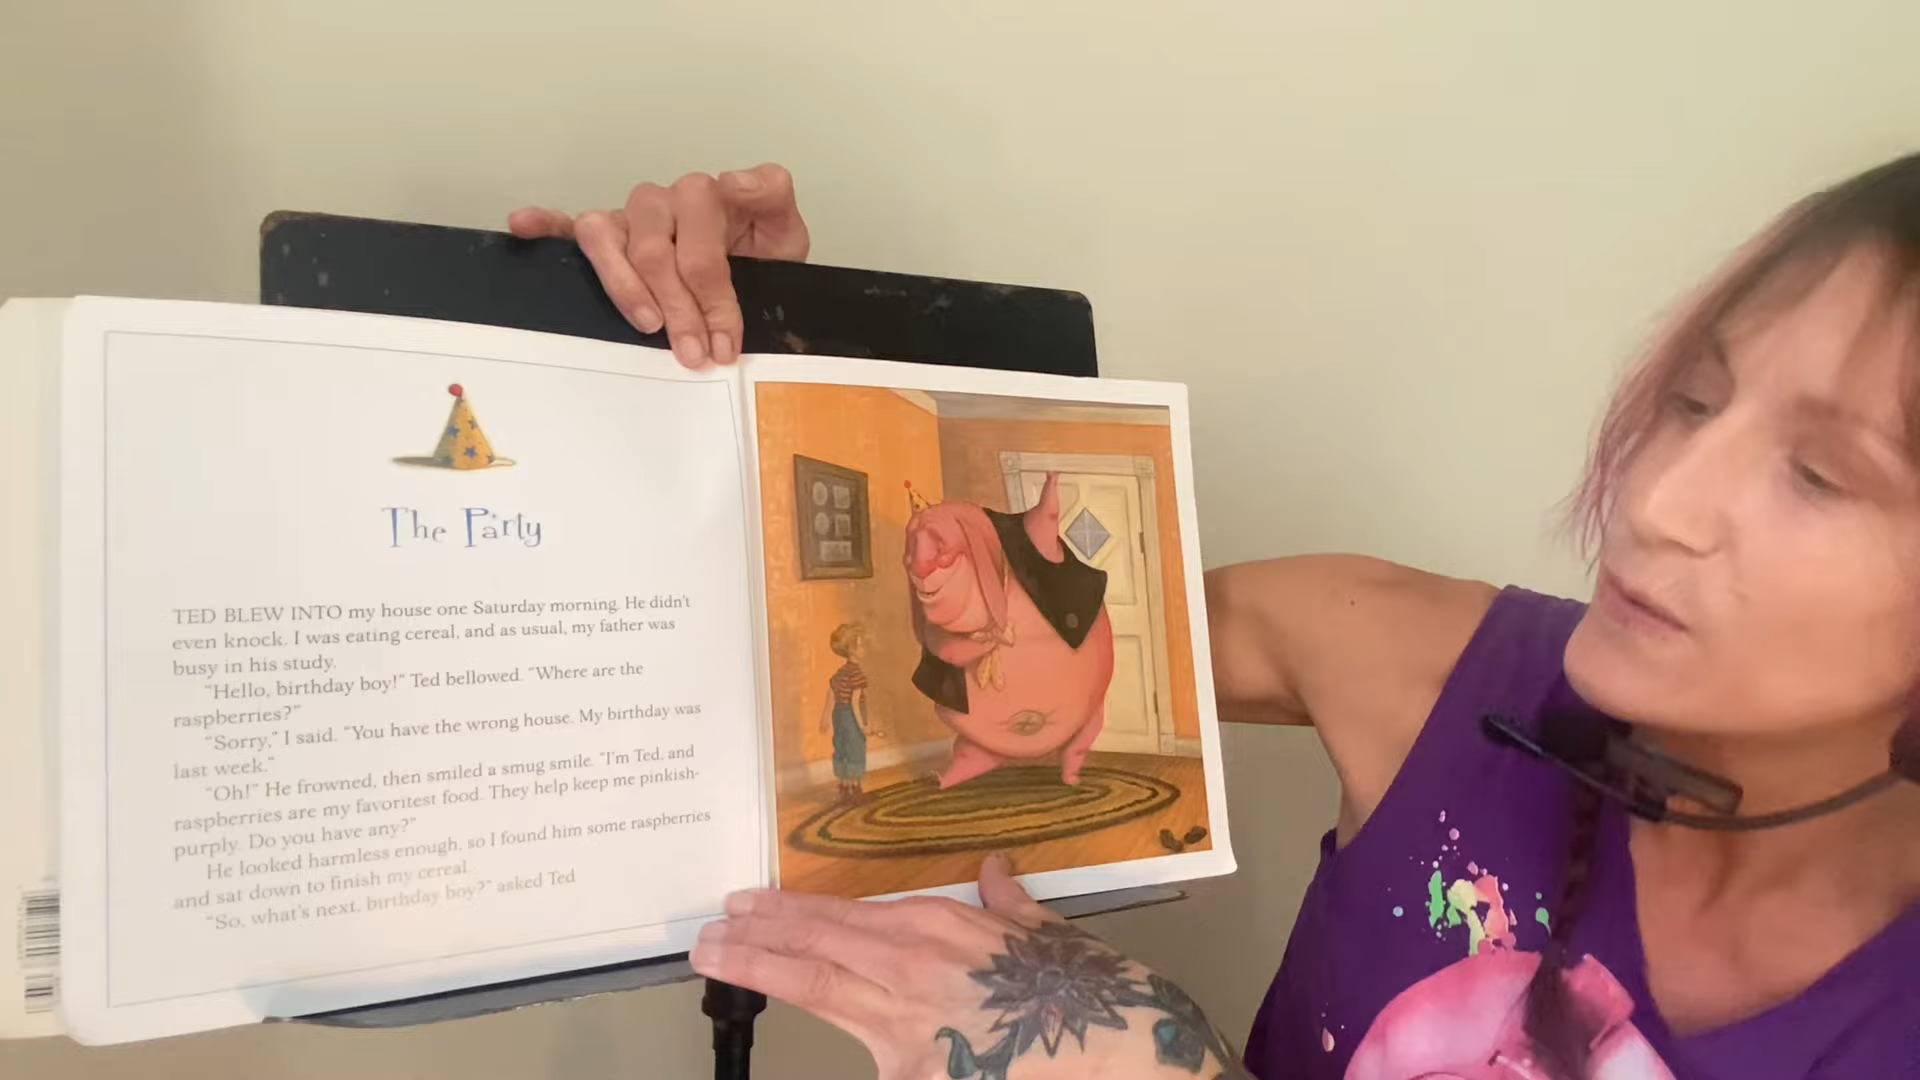 The Party
TED BLEW INTO my house one Saturday morning. He didn't
even knock. I was eating cereal, and as usual, my father was
busy in his study.
"Hello, birthday boy!" Ted bellowed. "Where are the
raspberries?"
"Sorry," I said. "You have the wrong house. My birthday was
last week."
"Oh!" He frowned, then smiled a smug smile. "I'm Ted, and
raspberries are my favoritest food. They help keep me pinkish-
purply. Do you have any?"
He looked harmless enough, so I found him some raspberries
and sat down to finish my cereal.
"So, what's next, birthday boy?" asked Ted